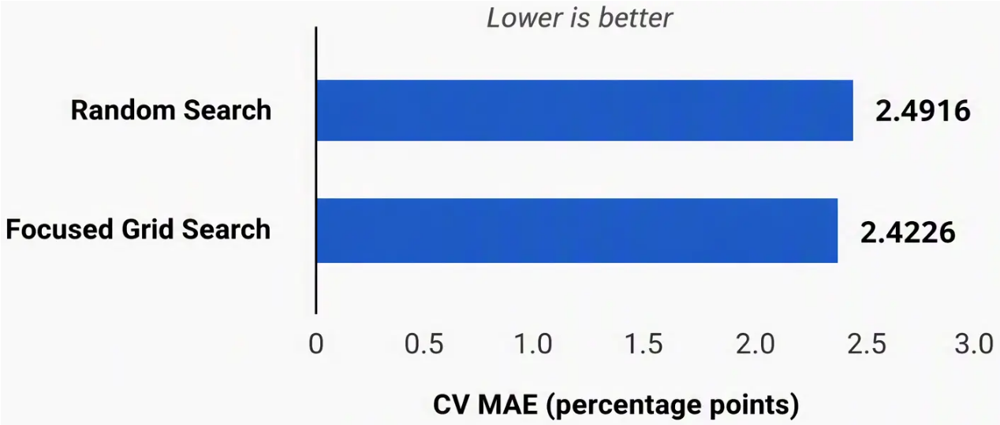 Lower is better
Random Search
2.4916
Focused Grid Search
2.4226
0 0.5 1.0 1.5 2.0 2.5 3.0
CV MAE (percentage points)